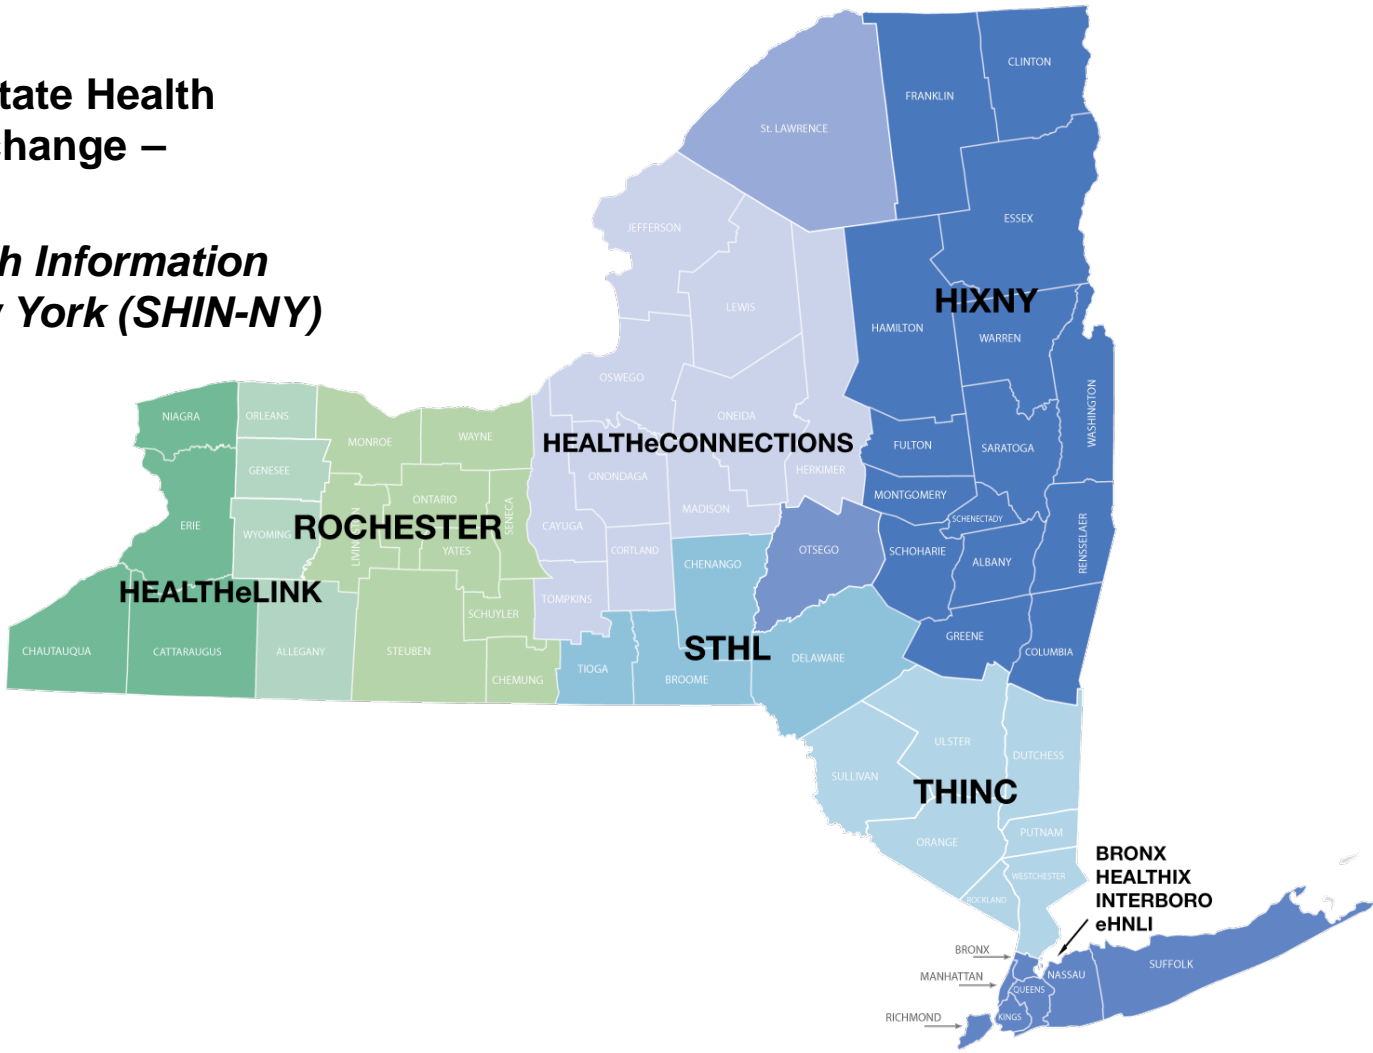 tate Health
change –
h Information
York (SHIN-NY)
CLINTON
FRANKLIN
St. LAWRENCE
ESSEX
JEFFERSON
LEWIS
HIXNY
HAMILTON
WARREN
OSWEGO
WASHINGTON
NIAGRA
ORLEANS
ONEIDA
MONROE
WAYNE
HEALTHeCONNECTIONS
FULTON
SARATOGA
GENESEE
ONONDAGA
HERKIMER
ONTARIO
MONTGOMERY
SENECA
MADISON
SCHENECTADY
ERIE
WYOMING
ROCHESTER
LIVINGSTON
YATES
CAYUGA
CORTLAND
OTSEGO
SCHOHARIE
ALBANY
RENSSELAER
CHENANGO
HEALTHeLINK
TOMPKINS
SCHUYLER
GREENE
CHAUTAUQUA
CATTARAUGUS
ALLEGANY
STEUBEN
STHL
DELAWARE
COLUMBIA
TIOGA
BROOME
CHEMUNG
ULSTER
DUTCHESS
SULLIVAN
THINC
PUTNAM
ORANGE
BRONX
HEALTHIX
INTERBORO
eHNLI
WESTCHESTER
ROCKLAND
BRONX
SUFFOLK
MANHATTAN
NASSAU
QUEENS
RICHMOND
KINGS